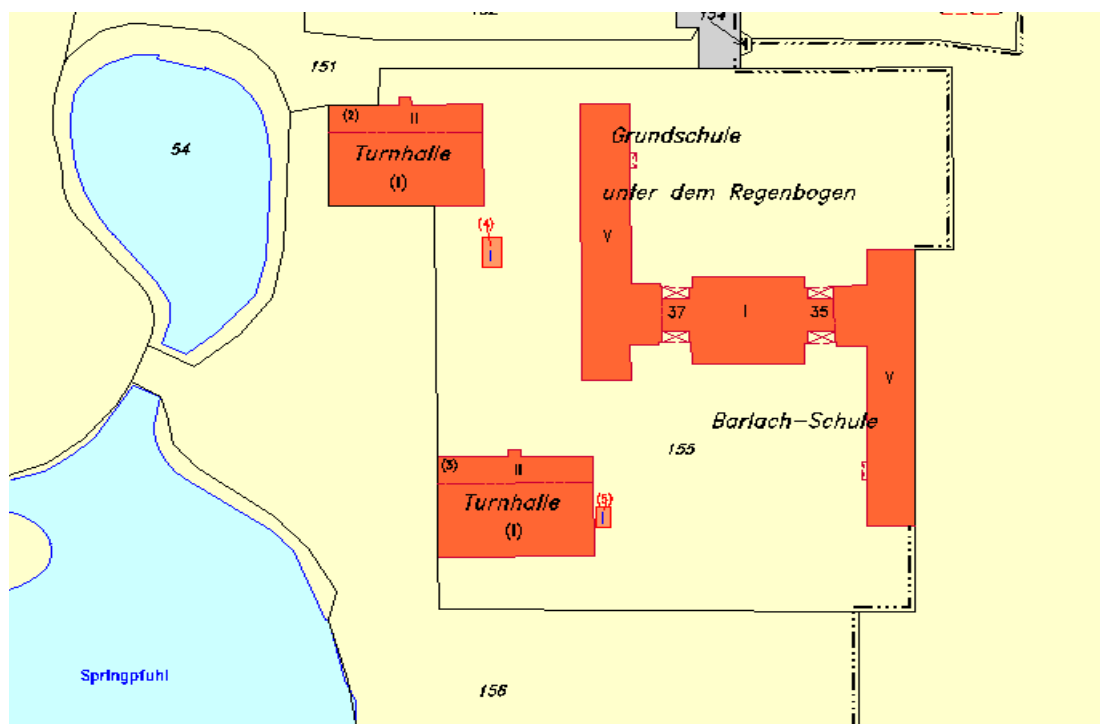 154
151
(2) II
Turnhalle
(I)
54
Grundschule
unter dem Regenbogen
(4)
I
V
37
I
35
V
Barlach-Schule
155
(3) II
Turnhalle
(I)
(5)
I
Springpfuhl
156